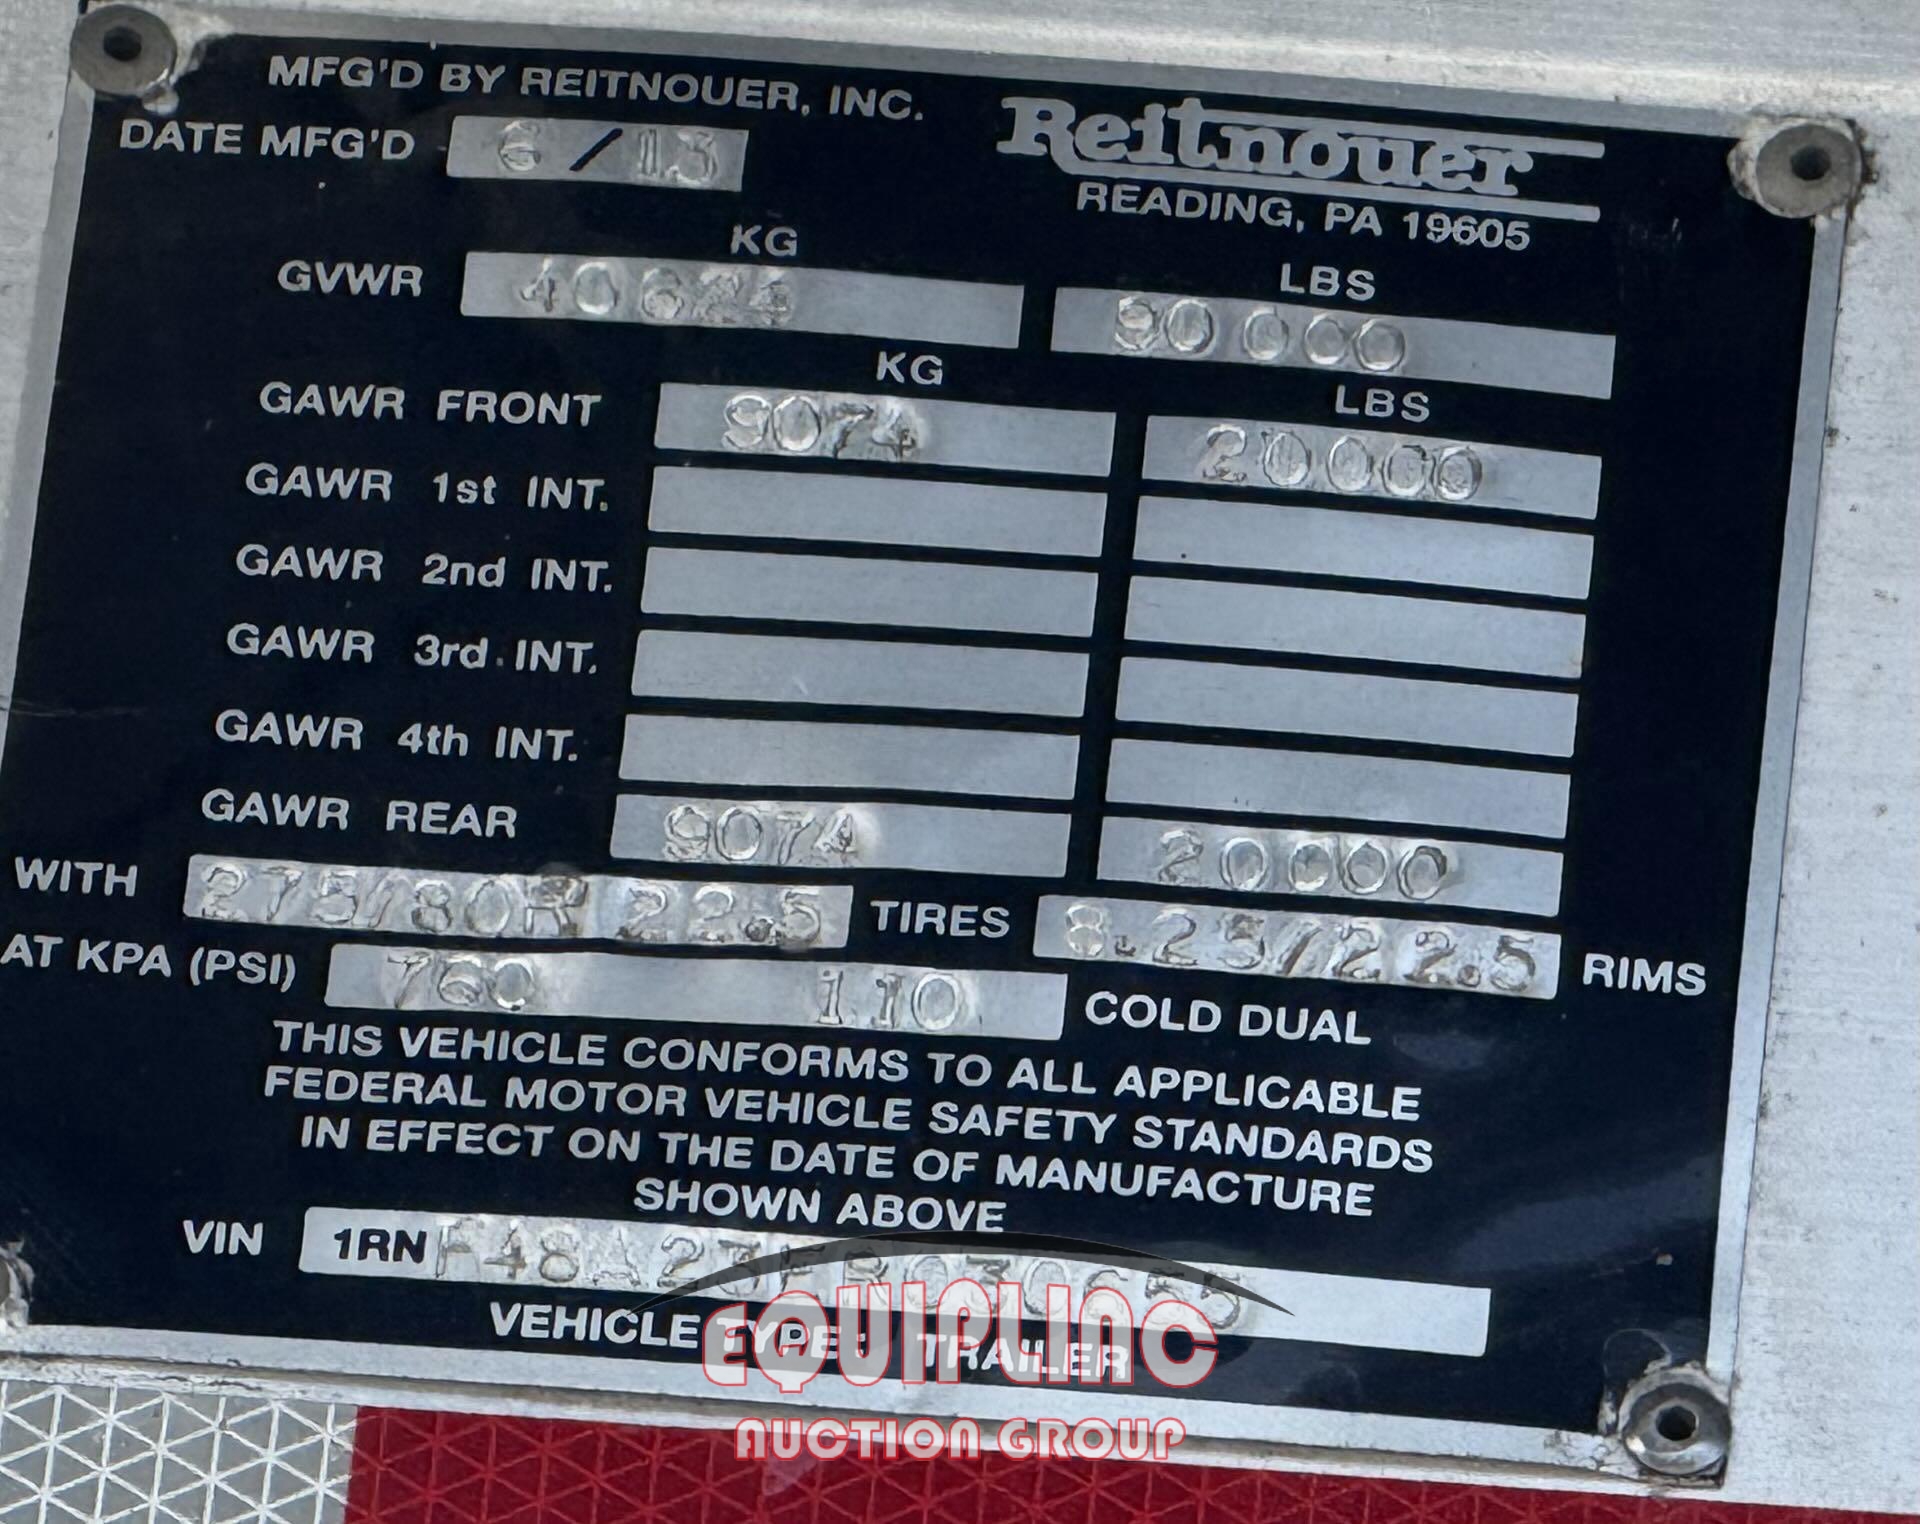 MFG'D BY REITNOUER, INC.
DATE MFG'D 6 / 13
Reitnouer
READING, PA 19605
KG LBS
GVWR 40824 90000
KG LBS
GAWR FRONT 9074 20000
GAWR 1st INT.
GAWR 2nd INT.
GAWR 3rd. INT.
GAWR 4th INT.
GAWR REAR 9074 20000
WITH 275/80R 22.5 TIRES 8.25/22.5 RIMS
AT KPA (PSI) 760 110 COLD DUAL
THIS VEHICLE CONFORMS TO ALL APPLICABLE
FEDERAL MOTOR VEHICLE SAFETY STANDARDS
IN EFFECT ON THE DATE OF MANUFACTURE
SHOWN ABOVE
VIN 1RNF48A23ER030655
VEHICLE TYPE: TRAILER
EQUIPLINC
AUCTION GROUP